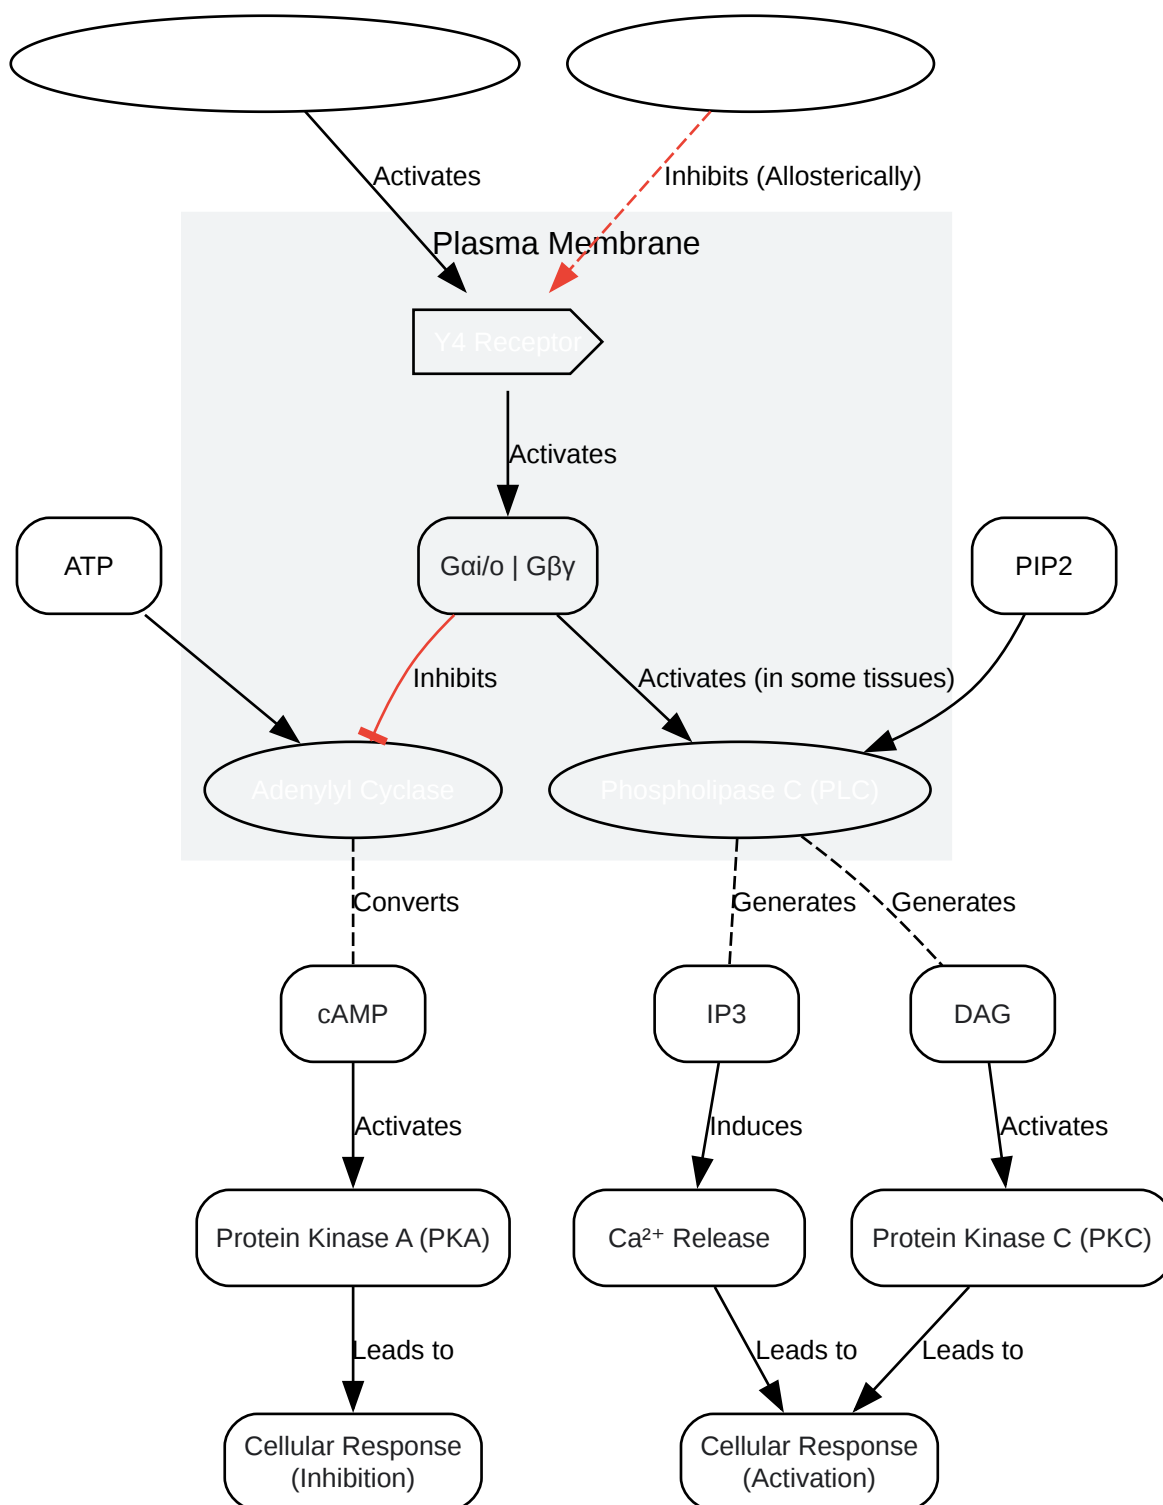 Activates
Inhibits (Allosterically)
Plasma Membrane
Y4 Receptor
Activates
ATP
Gαi/o | Gβγ
PIP2
Inhibits
Activates (in some tissues)
Adenylyl Cyclase
Phospholipase C (PLC)
Converts
Generates
Generates
cAMP
IP3
DAG
Activates
Induces
Activates
Protein Kinase A (PKA)
Ca²⁺ Release
Protein Kinase C (PKC)
Leads to
Leads to
Leads to
Cellular Response
(Inhibition)
Cellular Response
(Activation)